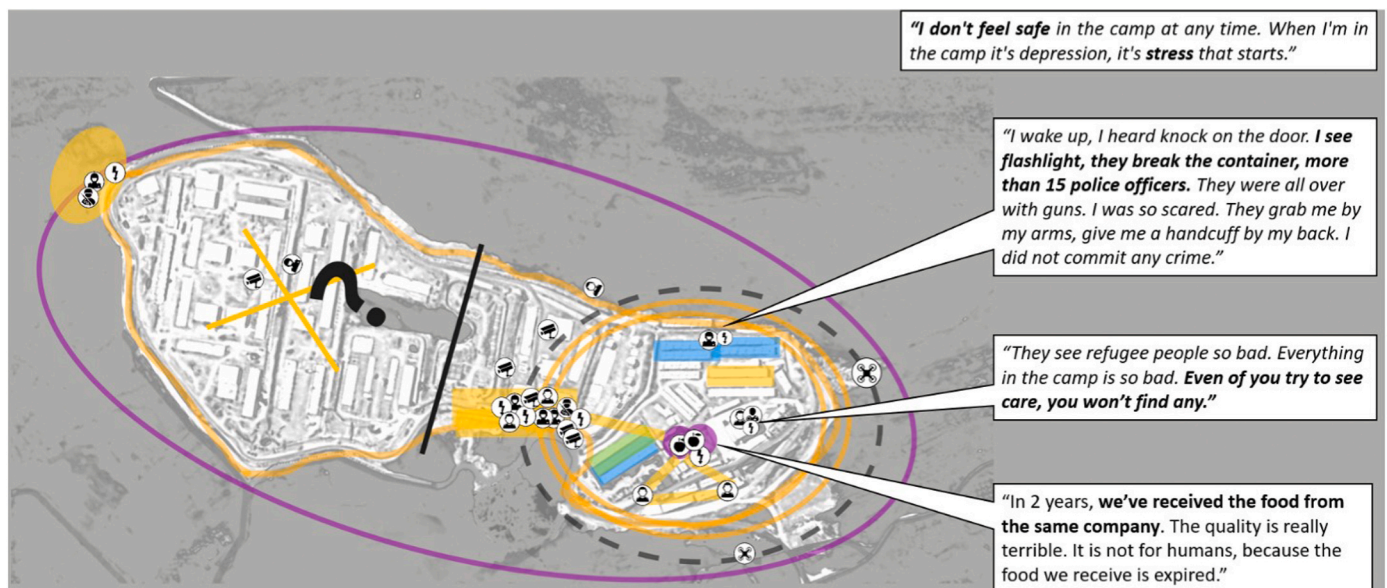 “I don't feel safe in the camp at any time. When I'm in
the camp it's depression, it's stress that starts.”
“I wake up, I heard knock on the door. I see
flashlight, they break the container, more
than 15 police officers. They were all over
with guns. I was so scared. They grab me by
my arms, give me a handcuff by my back. I
did not commit any crime.”
“They see refugee people so bad. Everything
in the camp is so bad. Even of you try to see
care, you won’t find any.”
“In 2 years, we’ve received the food from
the same company. The quality is really
terrible. It is not for humans, because the
food we receive is expired.”
?